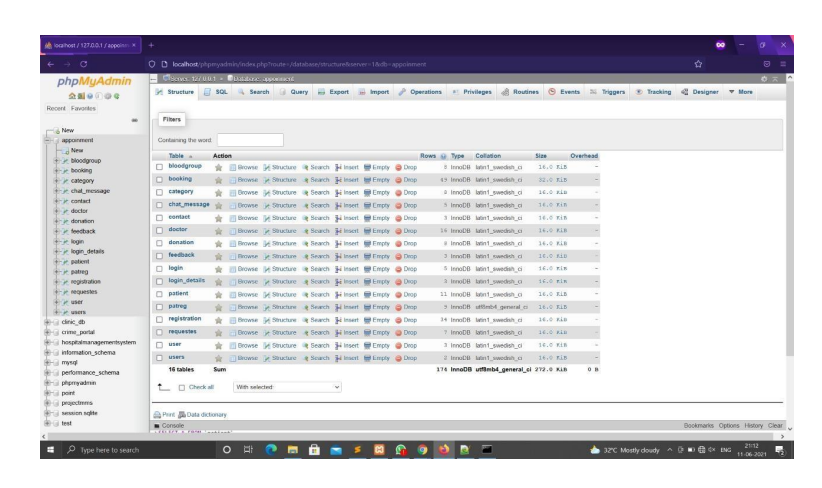 localhost / 127.0.0.1 / appoinm
localhost/phpmyadmin/index.php?route=/database/structure&server=1&db=appoinment
phpMyAdmin
Recent Favorites
New
appoinment
New
bloodgroup
booking
category
chat_message
contact
doctor
donation
feedback
login
login_details
patient
patreg
registration
requestes
user
users
clinic_db
crime_portal
hospitalmanagementsystem
information_schema
mysql
performance_schema
phpmyadmin
point
projectmms
session sqlite
test
Server: 127.0.0.1 » Database: appoinment
Structure SQL Search Query Export Import Operations Privileges Routines Events Triggers Tracking Designer More
Filters
Containing the word:
Table Action Rows Type Collation Size Overhead
bloodgroup Browse Structure Search Insert Empty Drop 8 InnoDB latin1_swedish_ci 16.0 KiB -
booking Browse Structure Search Insert Empty Drop InnoDB latin1_swedish_ci 32.0 KiB -
category Browse Structure Search Insert Empty Drop InnoDB latin1_swedish_ci 16.0 KiB -
chat_message Browse Structure Search Insert Empty Drop InnoDB latin1_swedish_ci 16.0 KiB -
contact Browse Structure Search Insert Empty Drop InnoDB latin1_swedish_ci 16.0 KiB -
doctor Browse Structure Search Insert Empty Drop 16 InnoDB latin1_swedish_ci 16.0 KiB -
donation Browse Structure Search Insert Empty Drop InnoDB latin1_swedish_ci 16.0 KiB -
feedback Browse Structure Search Insert Empty Drop InnoDB latin1_swedish_ci 16.0 KiB -
login Browse Structure Search Insert Empty Drop InnoDB latin1_swedish_ci 16.0 KiB -
login_details Browse Structure Search Insert Empty Drop InnoDB latin1_swedish_ci 16.0 KiB -
patient Browse Structure Search Insert Empty Drop 11 InnoDB latin1_swedish_ci 16.0 KiB -
patreg Browse Structure Search Insert Empty Drop InnoDB utf8mb4_general_ci 16.0 KiB -
registration Browse Structure Search Insert Empty Drop 34 InnoDB latin1_swedish_ci 16.0 KiB -
requestes Browse Structure Search Insert Empty Drop 7 InnoDB latin1_swedish_ci 16.0 KiB -
user Browse Structure Search Insert Empty Drop 3 InnoDB latin1_swedish_ci 16.0 KiB -
users Browse Structure Search Insert Empty Drop 2 InnoDB latin1_swedish_ci 16.0 KiB -
16 tables Sum 174 InnoDB utf8mb4_general_ci 272.0 KiB 0 B
Check all With selected:
Print Data dictionary
Console Bookmarks Options History Clear
Type here to search
32°C Mostly cloudy ENG 21:12
11-06-2021